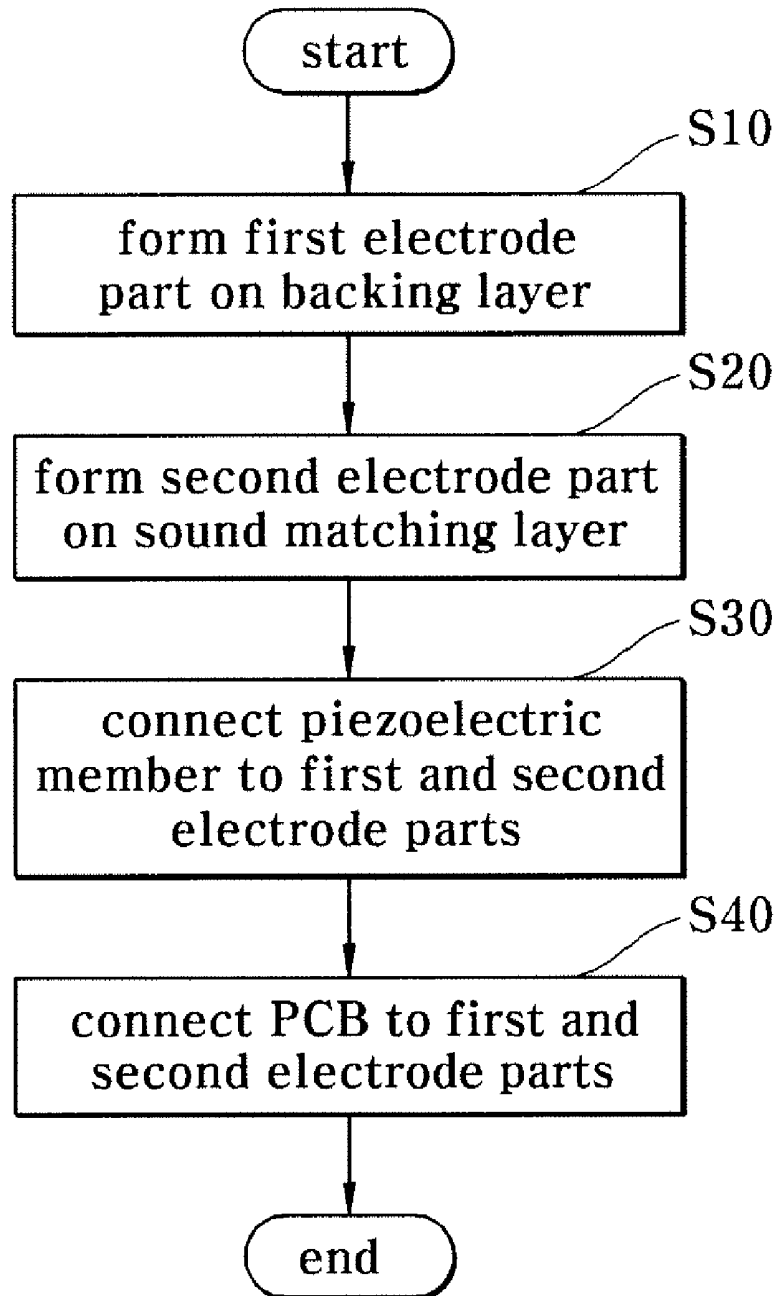 start
S10
form first electrode
part on backing layer
S20
form second electrode part
on sound matching layer
S30
connect piezoelectric
member to first and second
electrode parts
S40
connect PCB to first and
second electrode parts
end